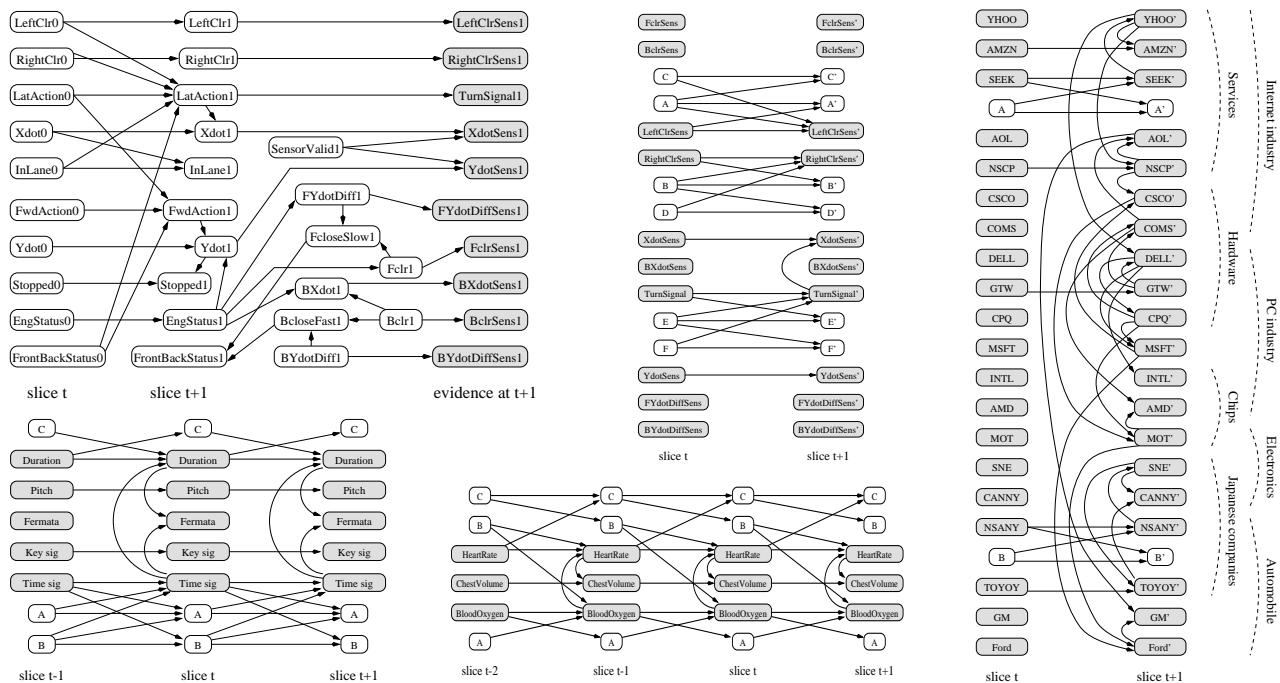 LeftClr0 LeftClr1 LeftClrSens1
RightClr0 RightClr1 RightClrSens1
LatAction0 LatAction1 TurnSignal1
Xdot0 Xdot1 XdotSens1
SensorValid1
InLane0 InLane1 YdotSens1
FYdotDiff1
FwdAction0 FwdAction1 FYdotDiffSens1
FcloseSlow1
Ydot0 Ydot1 FclrSens1
Fclr1
Stopped0 Stopped1 BXdot1 BXdotSens1
EngStatus0 EngStatus1 BcloseFast1 Bclr1 BclrSens1
FrontBackStatus0 FrontBackStatus1 BYdotDiff1 BYdotDiffSens1
slice t slice t+1 evidence at t+1
C C C
Duration Duration Duration
Pitch Pitch Pitch
Fermata Fermata Fermata
Key sig Key sig Key sig
Time sig Time sig Time sig
A A A
B B B
slice t-1 slice t slice t+1
FclrSens FclrSens'
BclrSens BclrSens'
C C'
A A'
LeftClrSens LeftClrSens'
RightClrSens RightClrSens'
B B'
D D'
XdotSens XdotSens'
BXdotSens BXdotSens'
TurnSignal TurnSignal'
E E'
F F'
YdotSens YdotSens'
FYdotDiffSens FYdotDiffSens'
BYdotDiffSens BYdotDiffSens'
slice t slice t+1
C C C C
B B B B
HeartRate HeartRate HeartRate HeartRate
ChestVolume ChestVolume ChestVolume ChestVolume
BloodOxygen BloodOxygen BloodOxygen BloodOxygen
A A A A
slice t-2 slice t-1 slice t slice t+1
YHOO YHOO'
AMZN AMZN'
SEEK SEEK'
A A'
AOL AOL'
NSCP NSCP'
CSCO CSCO'
COMS COMS'
DELL DELL'
GTW GTW'
CPQ CPQ'
MSFT MSFT'
INTL INTL'
AMD AMD'
MOT MOT'
SNE SNE'
CANNY CANNY'
NSANY NSANY'
B B'
TOYOY TOYOY'
GM GM'
Ford Ford'
slice t slice t+1
Services
Hardware
Chips
Japanese companies
Internet industry
PC industry
Electronics
Automobile